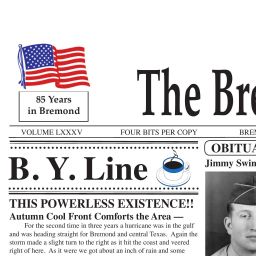 The Bre
85 Years
in Bremond
VOLUME LXXXV
FOUR BITS PER COPY
BREM
B. Y. Line
OBITUA
Jimmy Swin
THIS POWERLESS EXISTENCE!!
Autumn Cool Front Comforts the Area —
For the second time in three years a hurricane was in the gulf
and was heading straight for Bremond and central Texas. Again the
storm made a slight turn to the right as it hit the coast and veered
right of here. As it were we got about an inch of rain and some